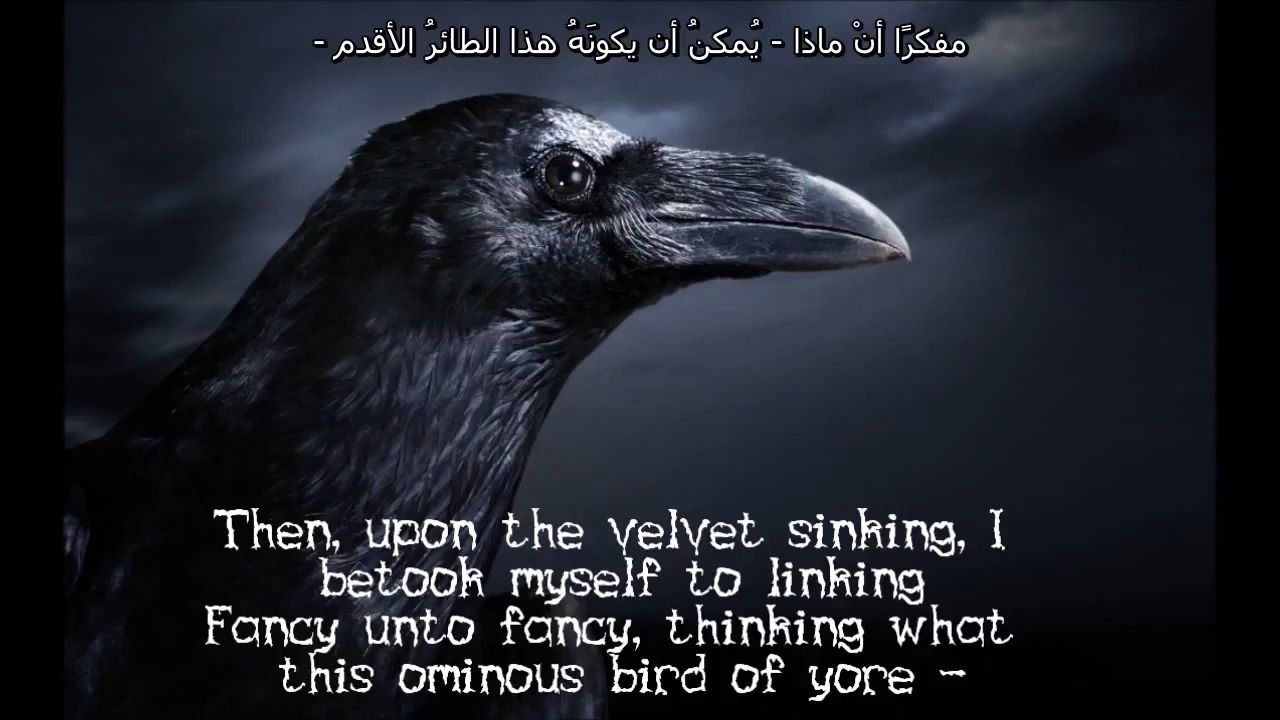 مفكرًا أنْ ماذا - يُمكنُ أن يكونَهُ هذا الطائرُ الأقدم -
Then, upon the velvet sinking, I
betook myself to linking
Fancy unto fancy, thinking what
this ominous bird of yore -